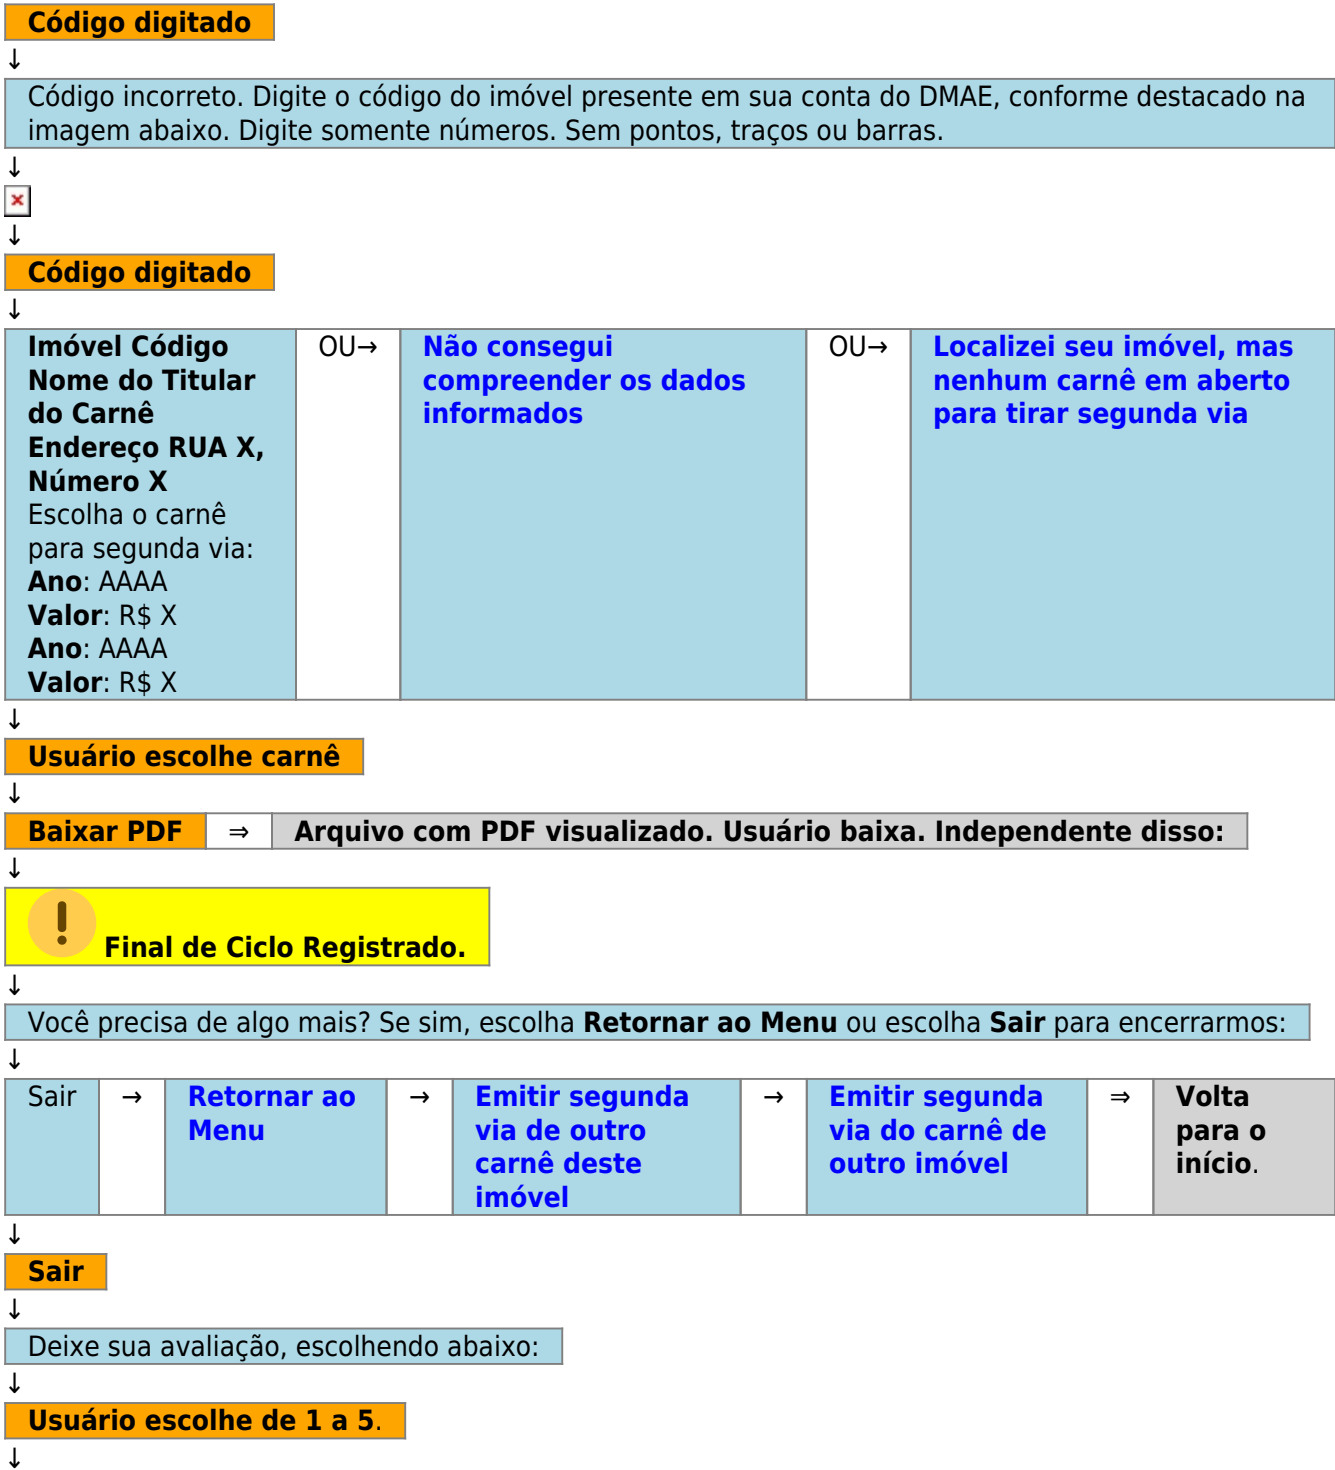 Código digitado
↓
Código incorreto. Digite o código do imóvel presente em sua conta do DMAE, conforme destacado na
imagem abaixo. Digite somente números. Sem pontos, traços ou barras.
↓
↓
Código digitado
↓
Imóvel Código
Nome do Titular
do Carnê
Endereço RUA X,
Número X
Escolha o carnê
para segunda via:
Ano: AAAA
Valor: R$ X
Ano: AAAA
Valor: R$ X
OU→
Não consegui
compreender os dados
informados
OU→
Localizei seu imóvel, mas
nenhum carnê em aberto
para tirar segunda via
↓
Usuário escolhe carnê
↓
Baixar PDF ⇒ Arquivo com PDF visualizado. Usuário baixa. Independente disso:
↓
Final de Ciclo Registrado.
↓
Você precisa de algo mais? Se sim, escolha Retornar ao Menu ou escolha Sair para encerrarmos:
↓
Sair
→
Retornar ao
Menu
→
Emitir segunda
via de outro
carnê deste
imóvel
→
Emitir segunda
via do carnê de
outro imóvel
⇒
Volta
para o
início.
↓
Sair
↓
Deixe sua avaliação, escolhendo abaixo:
↓
Usuário escolhe de 1 a 5.
↓